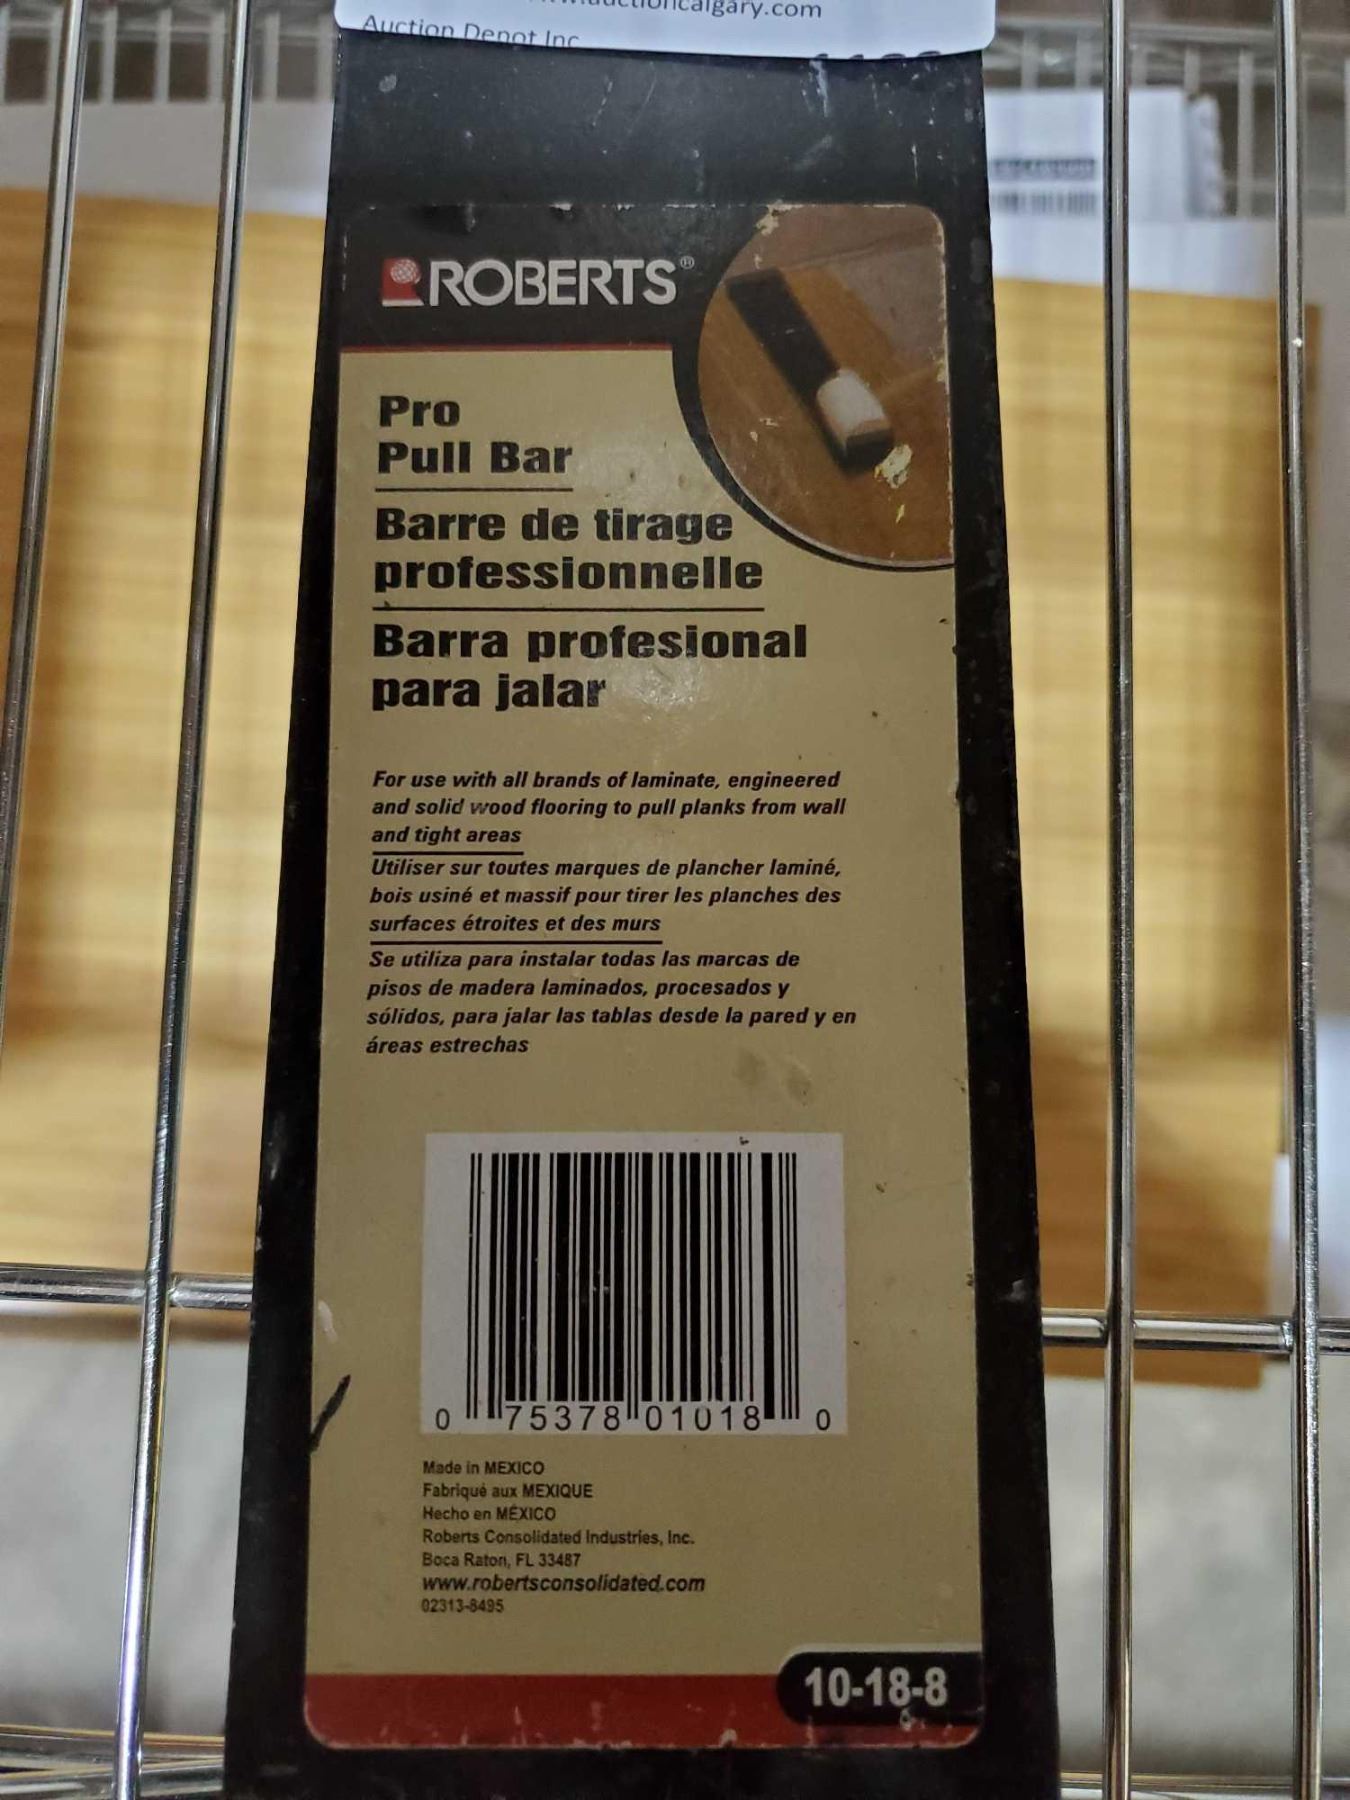 Auction Depot Inc
ROBERTS®
Pro
Pull Bar
Barre de tirage
professionnelle
Barra profesional
para jalar
For use with all brands of laminate, engineered
and solid wood flooring to pull planks from wall
and tight areas
Utiliser sur toutes marques de plancher laminé,
bois usiné et massif pour tirer les planches des
surfaces étroites et des murs
Se utiliza para instalar todas las marcas de
pisos de madera laminados, procesados y
sólidos, para jalar las tablas desde la pared y en
áreas estrechas
0 75378 01018 0
Made in MEXICO
Fabriqué aux MEXIQUE
Hecho en MÉXICO
Roberts Consolidated Industries, Inc.
Boca Raton, FL 33487
www.robertsconsolidated.com
02313-8495
10-18-8